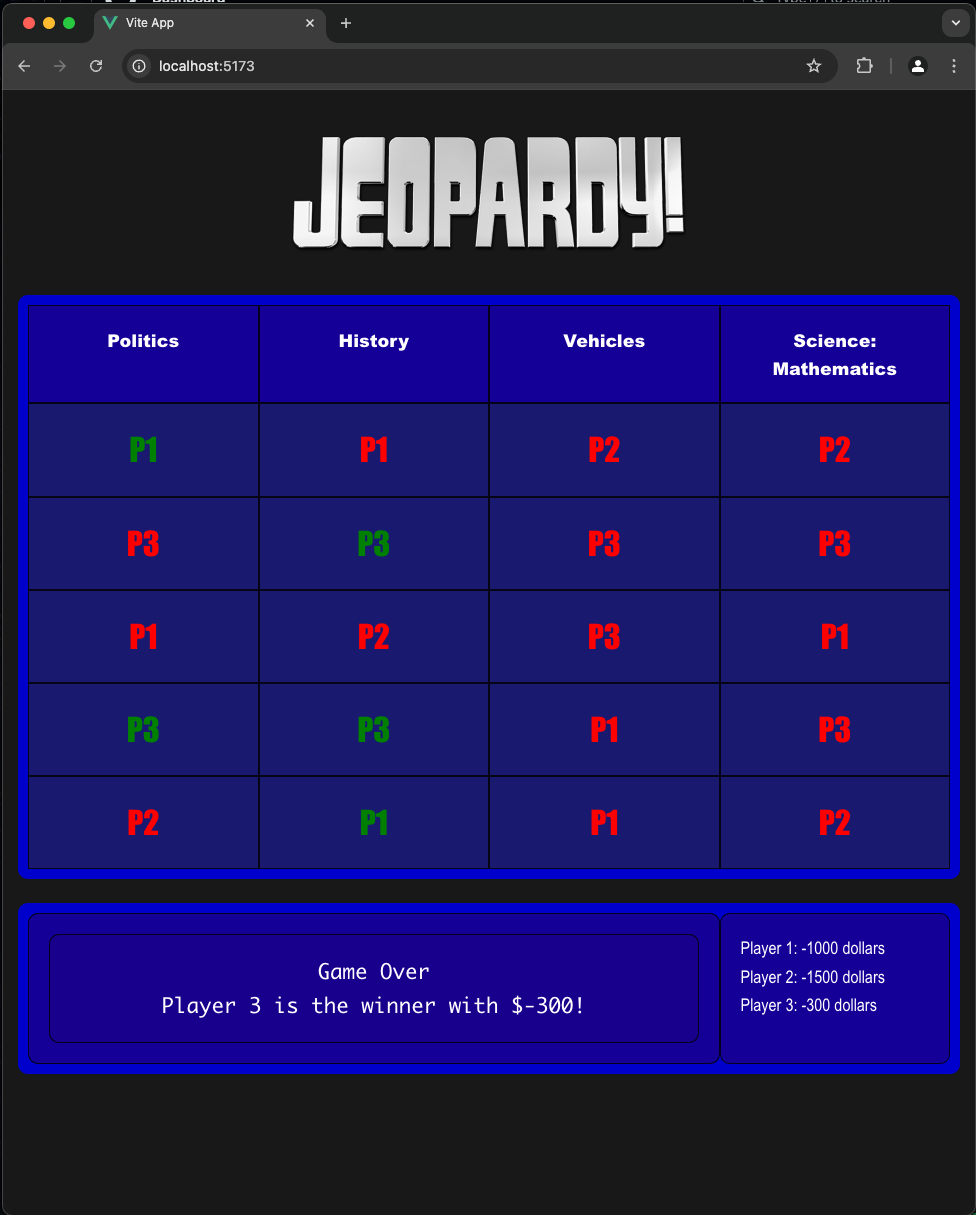 Vite App
localhost:5173
JEOPARDY!
Politics History Vehicles Science:
Mathematics
P1 P1 P2 P2
P3 P3 P3 P3
P1 P2 P3 P1
P3 P3 P1 P3
P2 P1 P1 P2
Game Over
Player 3 is the winner with $-300!
Player 1: -1000 dollars
Player 2: -1500 dollars
Player 3: -300 dollars